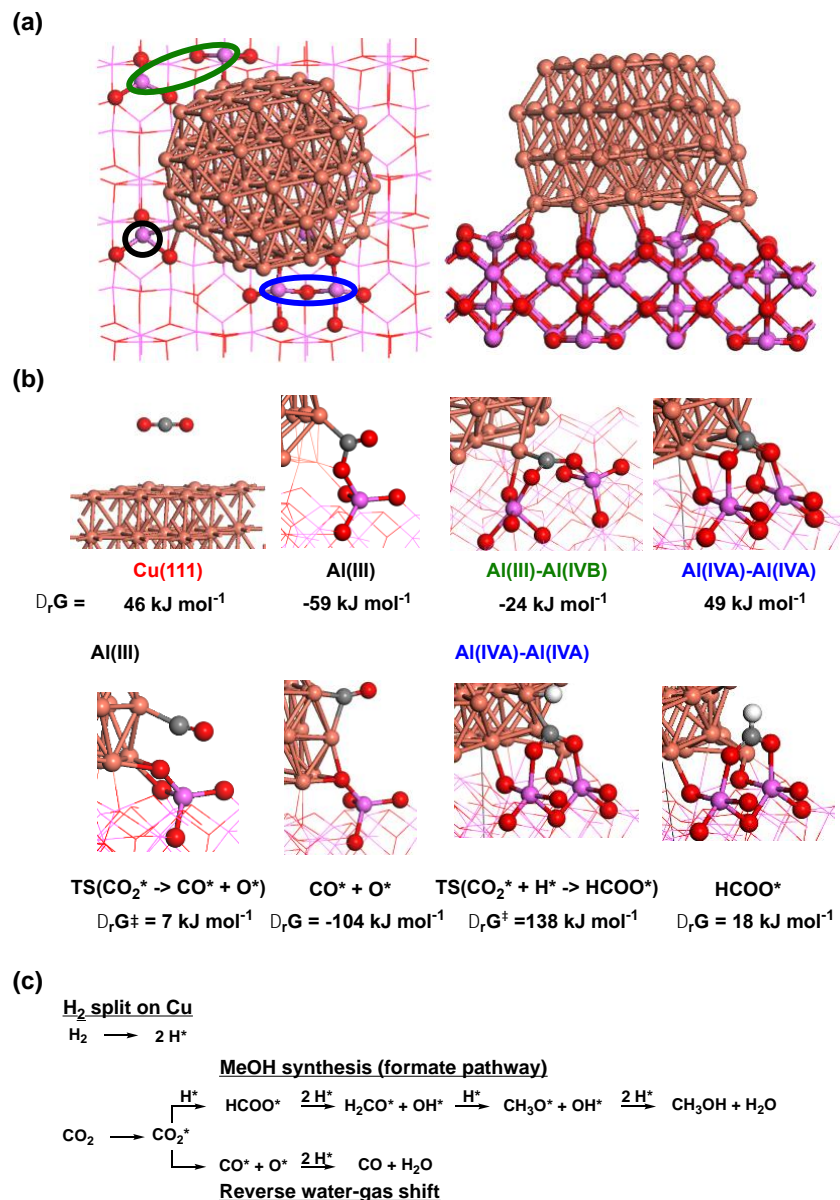 (a)
(b)
Cu(111) Al(III) Al(III)-Al(IVB) Al(IVA)-Al(IVA)
DrG = 46 kJ mol-1 -59 kJ mol-1 -24 kJ mol-1 49 kJ mol-1
Al(III) Al(IVA)-Al(IVA)
TS(CO2* -> CO* + O*) CO* + O* TS(CO2* + H* -> HCOO*) HCOO*
DrG‡ = 7 kJ mol-1 DrG = -104 kJ mol-1 DrG‡ =138 kJ mol-1 DrG = 18 kJ mol-1
(c)
H2 split on Cu
H2 → 2 H*
MeOH synthesis (formate pathway)
H* 2 H* H* 2 H*
HCOO* → H2CO* + OH* → CH3O* + OH* → CH3OH + H2O
CO2 → CO2*
2 H*
CO* + O* → CO + H2O
Reverse water-gas shift